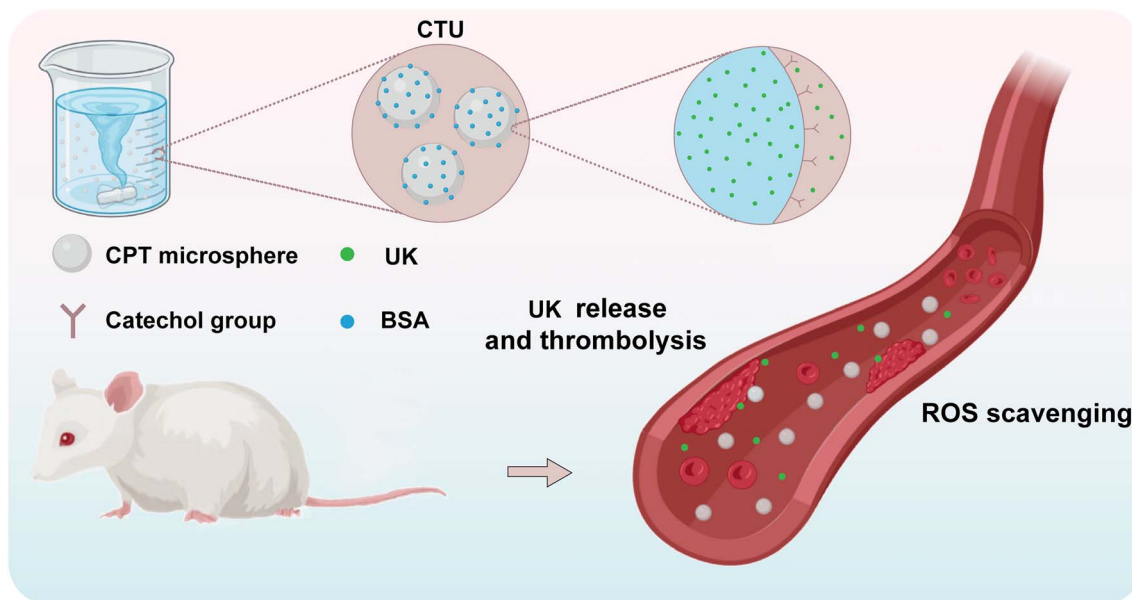 CTU
CPT microsphere
UK
Catechol group
BSA
UK release
and thrombolysis
ROS scavenging